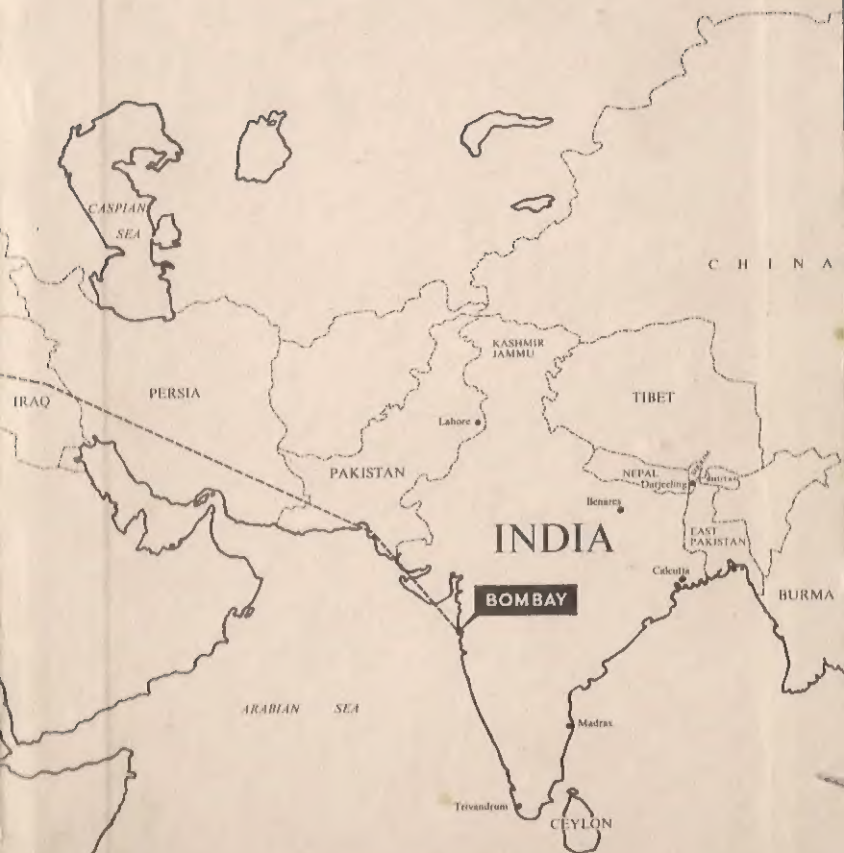 CASPIAN
SEA
C H I N A
KASHMIR
JAMMU
IRAQ
PERSIA
TIBET
Lahore
PAKISTAN
NEPAL
Darjeeling
BHUTAN
Benares
INDIA
EAST
PAKISTAN
Calcutta
BOMBAY
BURMA
ARABIAN SEA
Madras
Trivandrum
CEYLON